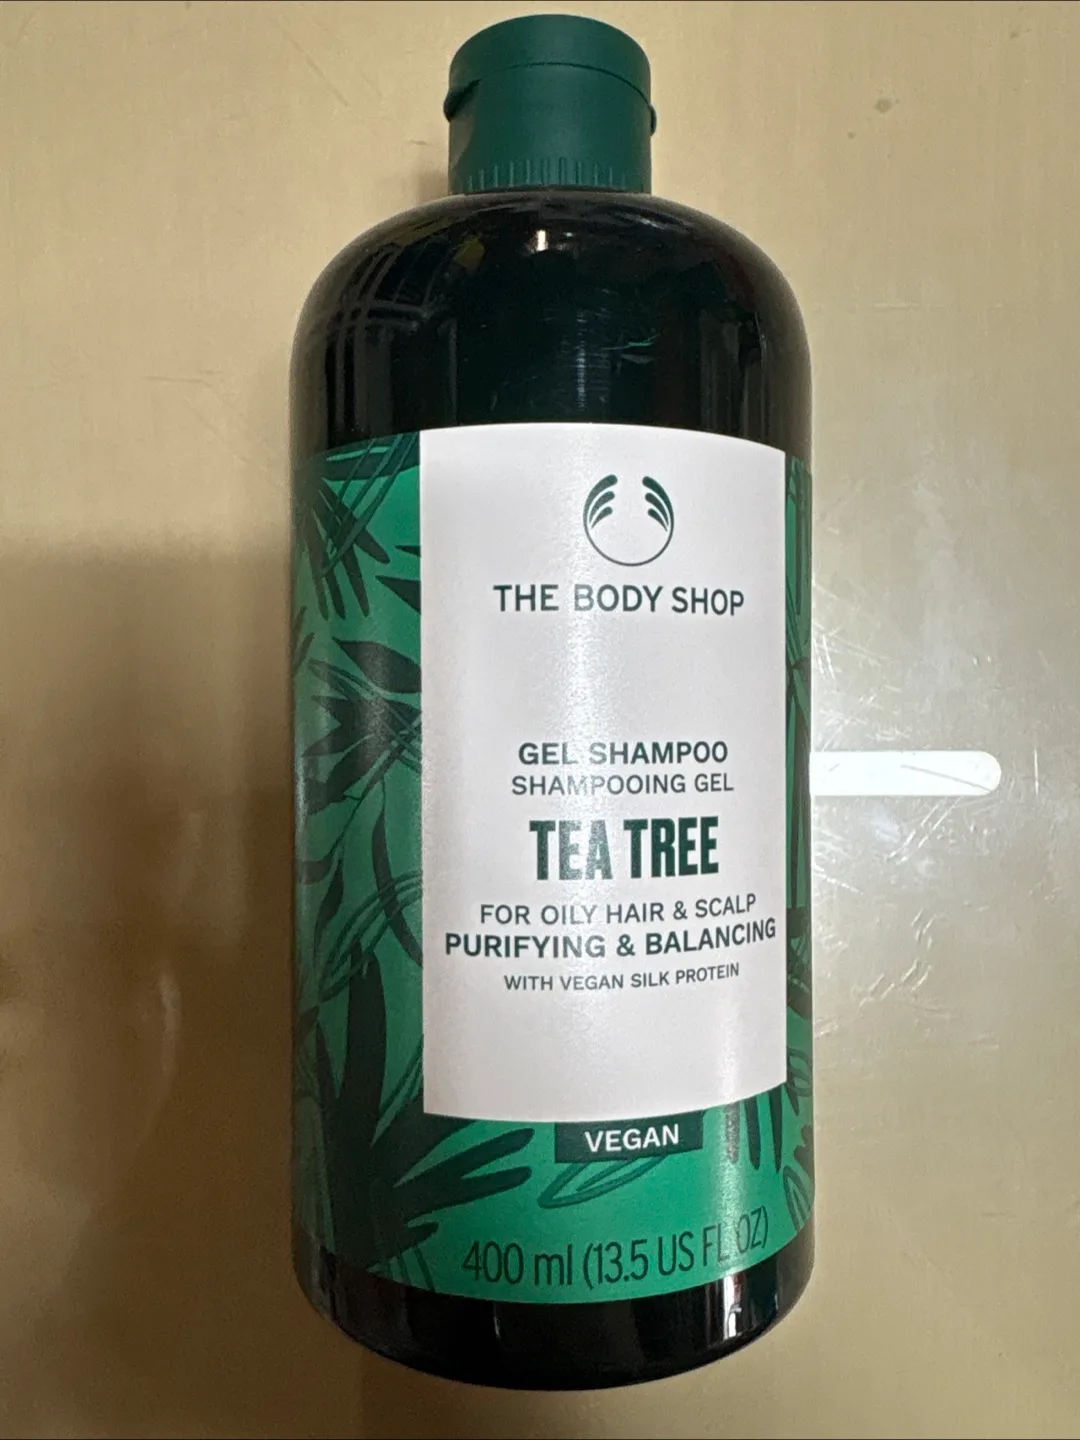 THE BODY SHOP
GEL SHAMPOO
SHAMPOOING GEL
TEA TREE
FOR OILY HAIR & SCALP
PURIFYING & BALANCING
WITH VEGAN SILK PROTEIN
VEGAN
400 ml (13.5 US FL OZ)